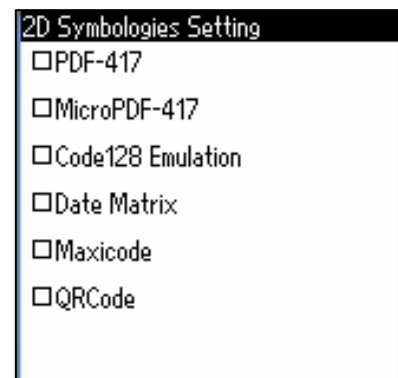 2D Symbologies Setting
PDF-417
MicroPDF-417
Code128 Emulation
Date Matrix
Maxicode
QRCode